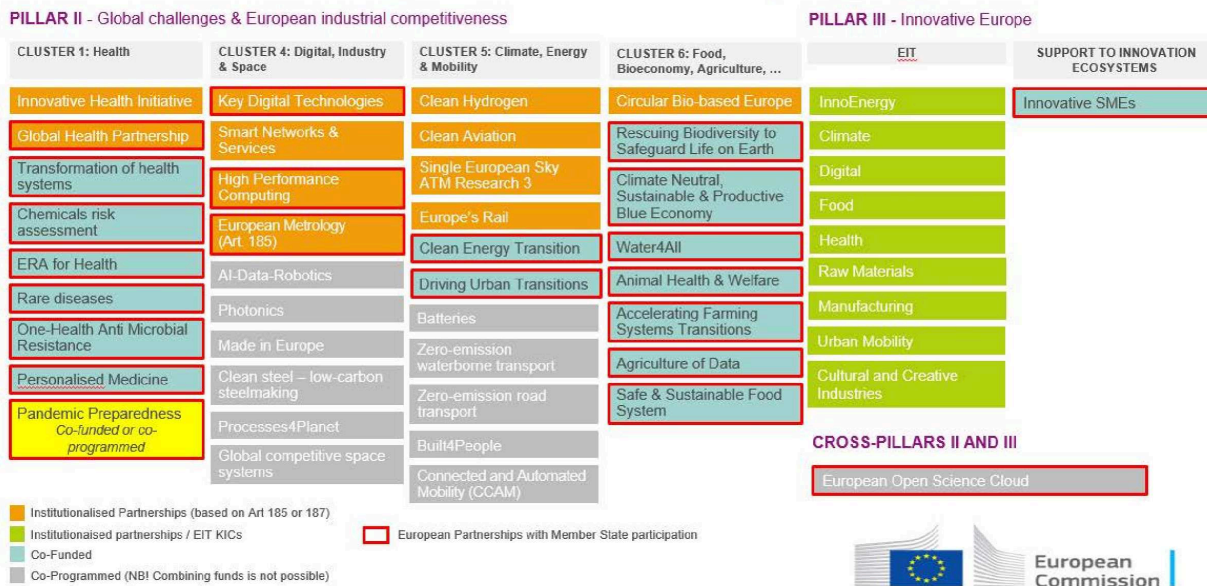 PILLAR II - Global challenges & European industrial competitiveness
CLUSTER 1: Health
Innovative Health Initiative
Global Health Partnership
Transformation of health
systems
Chemicals risk
assessment
ERA for Health
Rare diseases
One-Health Anti Microbial
Resistance
Personalised Medicine
Pandemic Preparedness
Co-funded or co-
programmed
CLUSTER 4: Digital, Industry
& Space
Key Digital Technologies
Smart Networks &
Services
High Performance
Computing
European Metrology
(Art. 185)
AI-Data-Robotics
Photonics
Made in Europe
Clean steel – low-carbon
steelmaking
Processes4Planet
Global competitive space
systems
CLUSTER 5: Climate, Energy
& Mobility
Clean Hydrogen
Clean Aviation
Single European Sky
ATM Research 3
Europe's Rail
Clean Energy Transition
Driving Urban Transitions
Batteries
Zero-emission
waterborne transport
Zero-emission road
transport
Built4People
Connected and Automated
Mobility (CCAM)
CLUSTER 6: Food,
Bioeconomy, Agriculture, ...
Circular Bio-based Europe
Rescuing Biodiversity to
Safeguard Life on Earth
Climate Neutral,
Sustainable & Productive
Blue Economy
Water4All
Animal Health & Welfare
Accelerating Farming
Systems Transitions
Agriculture of Data
Safe & Sustainable Food
System
PILLAR III - Innovative Europe
EIT
InnoEnergy
Climate
Digital
Food
Health
Raw Materials
Manufacturing
Urban Mobility
Cultural and Creative
Industries
SUPPORT TO INNOVATION
ECOSYSTEMS
Innovative SMEs
CROSS-PILLARS II AND III
European Open Science Cloud
Institutionalised Partnerships (based on Art 185 or 187)
Institutionalised partnerships / EIT KICs
Co-Funded
Co-Programmed (NB! Combining funds is not possible)
European Partnerships with Member State participation
European
Commission